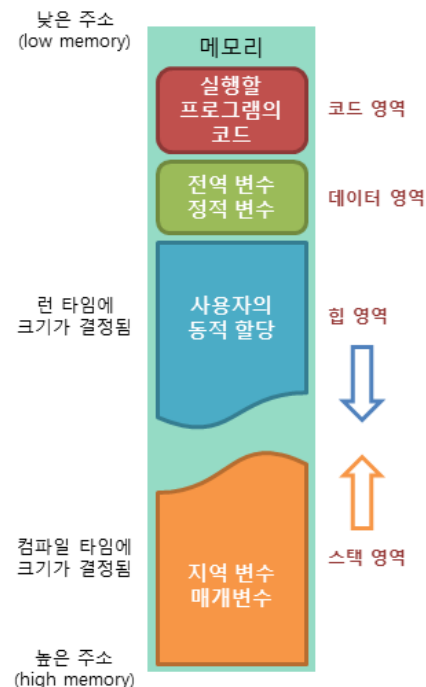 낮은 주소
(low memory)
메모리
실행할
프로그램의
코드
코드 영역
전역 변수
정적 변수
데이터 영역
런 타임에
크기가 결정됨
사용자의
동적 할당
힙 영역
컴파일 타임에
크기가 결정됨
지역 변수
매개변수
스택 영역
높은 주소
(high memory)